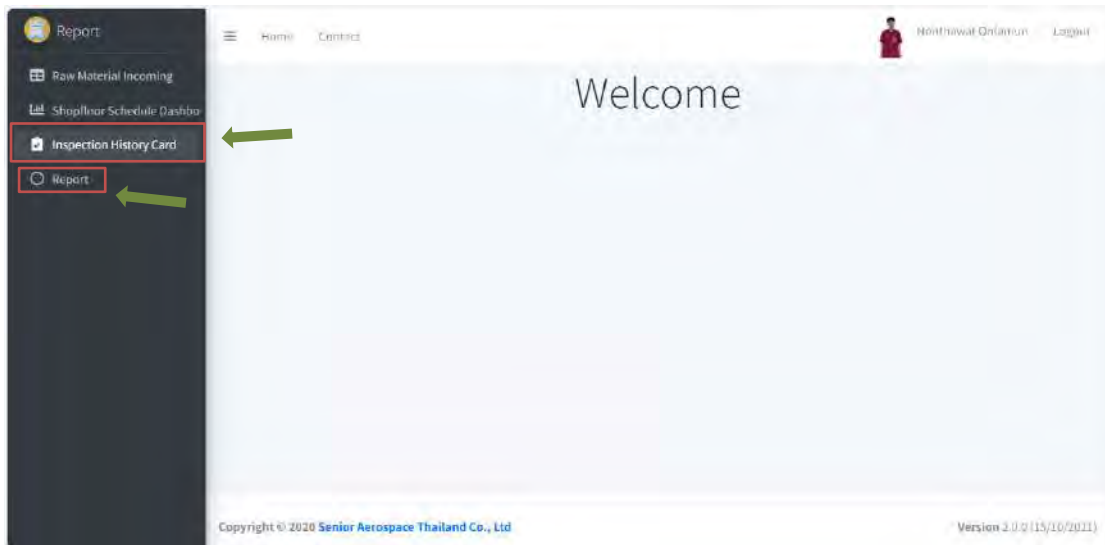 Report
Home Contact
Logout
Raw Material Incoming
Shopfloor Schedule Dashbo
Inspection History Card
Report
Welcome
Copyright © 2020 Senior Aerospace Thailand Co., Ltd
Version 2.0.0 (15/10/2021)